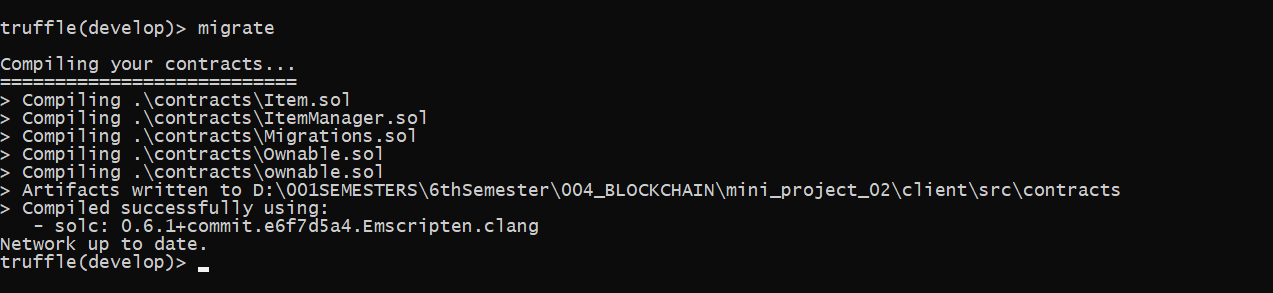 truffle(develop)> migrate
Compiling your contracts...
===========================
> Compiling .\contracts\Item.sol
> Compiling .\contracts\ItemManager.sol
> Compiling .\contracts\Migrations.sol
> Compiling .\contracts\Ownable.sol
> Compiling .\contracts\ownable.sol
> Artifacts written to D:\001SEMESTERS\6thSemester\004_BLOCKCHAIN\mini_project_02\client\src\contracts
> Compiled successfully using:
   - solc: 0.6.1+commit.e6f7d5a4.Emscripten.clang
Network up to date.
truffle(develop)>